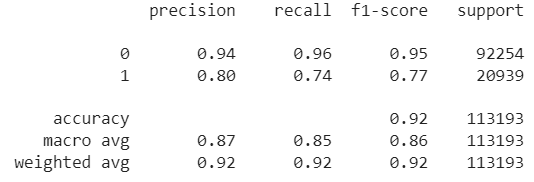 precision recall f1-score support
0 0.94 0.96 0.95 92254
1 0.80 0.74 0.77 20939
accuracy 0.92 113193
macro avg 0.87 0.85 0.86 113193
weighted avg 0.92 0.92 0.92 113193